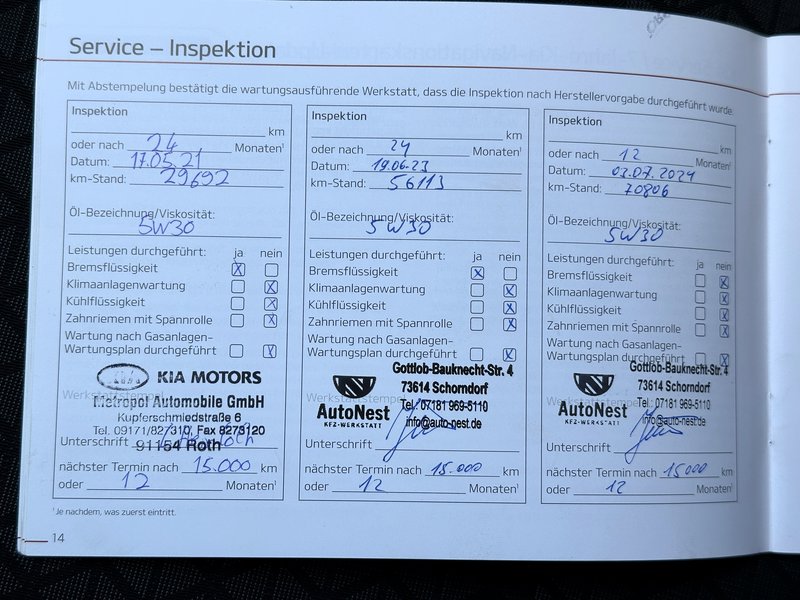 Service – Inspektion
Mit Abstempelung bestätigt die wartungsausführende Werkstatt, dass die Inspektion nach Herstellervorgabe durchgeführt wurde.
Inspektion
km
oder nach 24 Monaten¹
Datum: 17.05.21
km-Stand: 29692
Öl-Bezeichnung/Viskosität:
5W30
Leistungen durchgeführt: ja nein
Bremsflüssigkeit X
Klimaanlagenwartung X
Kühlflüssigkeit X
Zahnriemen mit Spannrolle X
Wartung nach Gasanlagen-
Wartungsplan durchgeführt X
KIA KIA MOTORS
Metropol Automobile GmbH
Kupferschmiedstraße 6
Tel. 09171/827310, Fax 8273120
91154 Roth
Unterschrift
nächster Termin nach 15.000 km
oder 12 Monaten¹
Inspektion
km
oder nach 24 Monaten¹
Datum: 19.06.23
km-Stand: 56113
Öl-Bezeichnung/Viskosität:
5W30
Leistungen durchgeführt: ja nein
Bremsflüssigkeit X
Klimaanlagenwartung X
Kühlflüssigkeit X
Zahnriemen mit Spannrolle X
Wartung nach Gasanlagen-
Wartungsplan durchgeführt X
Gottlob-Bauknecht-Str. 4
73614 Schorndorf
Werkstattstempel
Tel.: 07181 969-5110
AutoNest
info@auto-nest.de
KFZ-WERKSTATT
Unterschrift
nächster Termin nach 15.000 km
oder 12 Monaten¹
Inspektion
km
oder nach 12 Monaten¹
Datum: 03.07.2024
km-Stand: 70806
Öl-Bezeichnung/Viskosität:
5W30
Leistungen durchgeführt: ja nein
Bremsflüssigkeit X
Klimaanlagenwartung X
Kühlflüssigkeit X
Zahnriemen mit Spannrolle X
Wartung nach Gasanlagen-
Wartungsplan durchgeführt X
Gottlob-Bauknecht-Str. 4
73614 Schorndorf
Werkstattstempel
Tel.: 07181 969-5110
AutoNest
info@auto-nest.de
KFZ-WERKSTATT
Unterschrift
nächster Termin nach 15000 km
oder 12 Monaten¹
¹ Je nachdem, was zuerst eintritt.
14